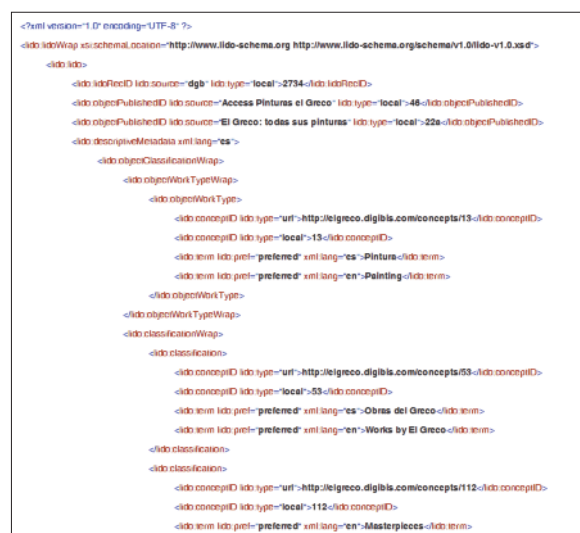 <?xml version="1.0" encoding="UTF-8" ?>
<lido:lidoWrap xsi:schemaLocation="http://www.lido-schema.org http://www.lido-schema.org/schema/v1.0/lido-v1.0.xsd">
<lido:lido>
<lido:lidoRecID lido:source="dgb" lido:type="local">2734</lido:lidoRecID>
<lido:objectPublishedID lido:source="Access Pinturas el Greco" lido:type="local">46</lido:objectPublishedID>
<lido:objectPublishedID lido:source="El Greco: todas sus pinturas" lido:type="local">22a</lido:objectPublishedID>
<lido:descriptiveMetadata xml:lang="es">
<lido:objectClassificationWrap>
<lido:objectWorkTypeWrap>
<lido:objectWorkType>
<lido:conceptID lido:type="url">http://elgreco.digibis.com/concepts/13</lido:conceptID>
<lido:conceptID lido:type="local">13</lido:conceptID>
<lido:term lido:pref="preferred" xml:lang="es">Pintura</lido:term>
<lido:term lido:pref="preferred" xml:lang="en">Painting</lido:term>
</lido:objectWorkType>
</lido:objectWorkTypeWrap>
<lido:classificationWrap>
<lido:classification>
<lido:conceptID lido:type="url">http://elgreco.digibis.com/concepts/53</lido:conceptID>
<lido:conceptID lido:type="local">53</lido:conceptID>
<lido:term lido:pref="preferred" xml:lang="es">Obras del Greco</lido:term>
<lido:term lido:pref="preferred" xml:lang="en">Works by El Greco</lido:term>
</lido:classification>
<lido:classification>
<lido:conceptID lido:type="url">http://elgreco.digibis.com/concepts/112</lido:conceptID>
<lido:conceptID lido:type="local">112</lido:conceptID>
<lido:term lido:pref="preferred" xml:lang="en">Masterpieces</lido:term>